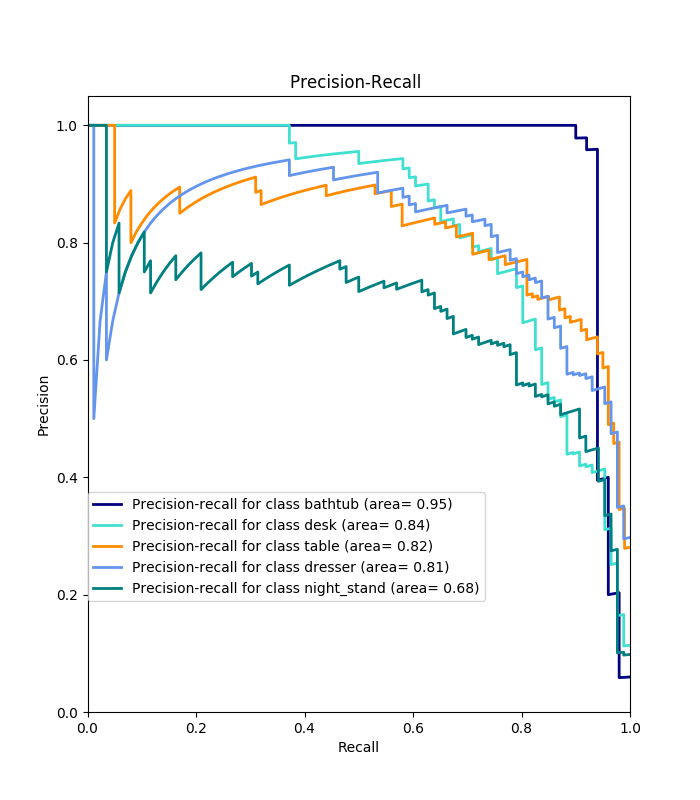 Precision-Recall
1.0
0.8
0.6
0.4
0.2
0.0
Precision
Precision-recall for class bathtub (area= 0.95)
Precision-recall for class desk (area= 0.84)
Precision-recall for class table (area= 0.82)
Precision-recall for class dresser (area= 0.81)
Precision-recall for class night_stand (area= 0.68)
0.0 0.2 0.4 0.6 0.8 1.0
Recall